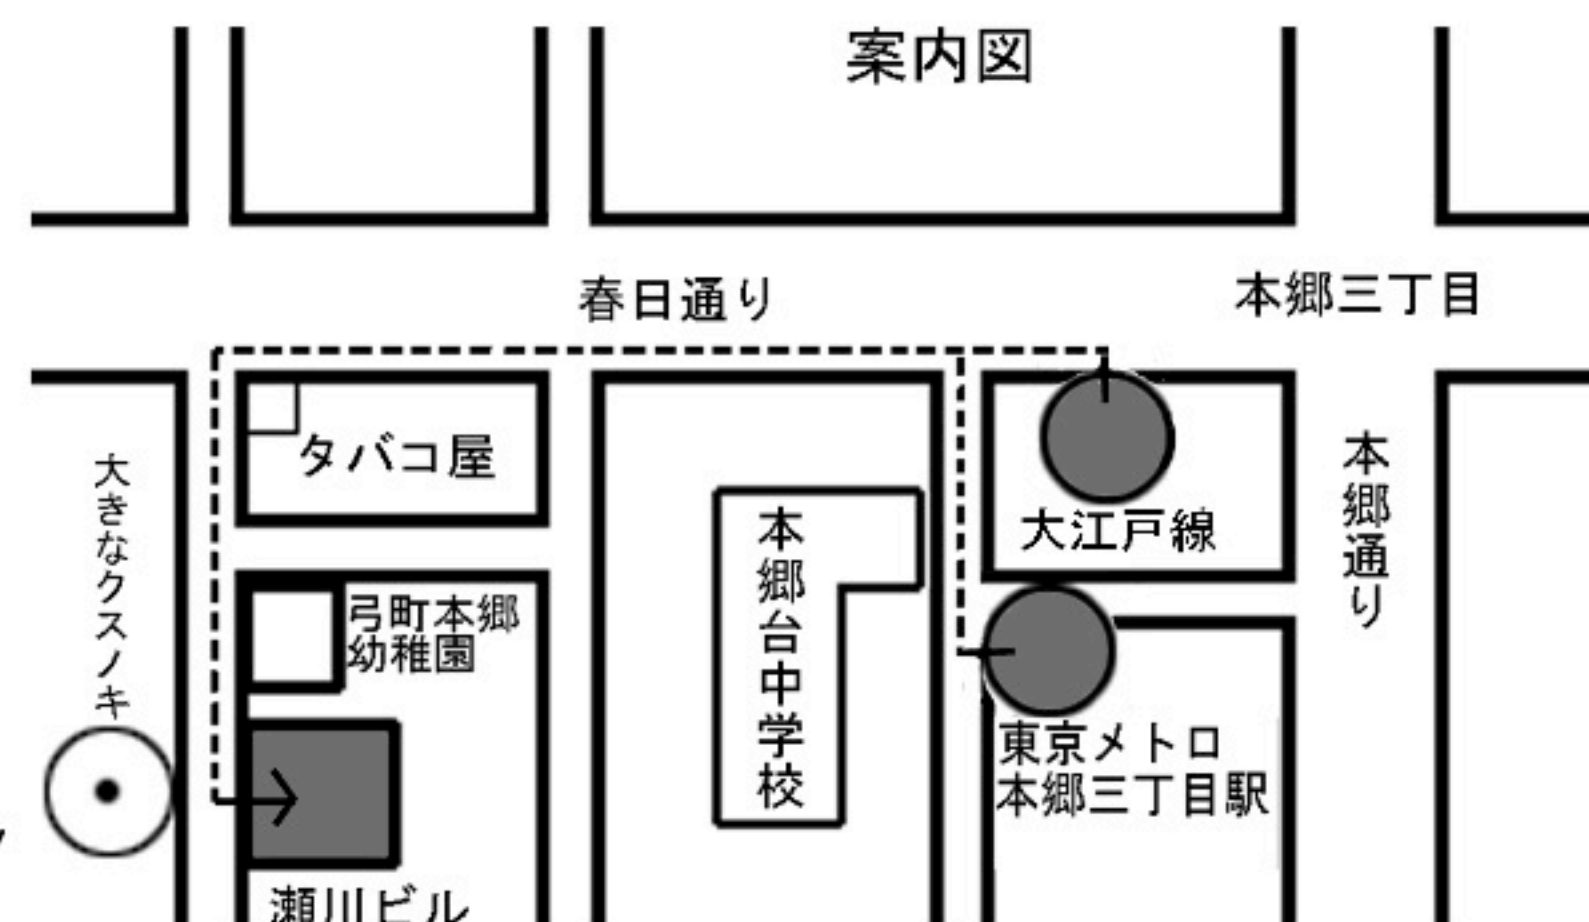 案内図
春日通り
本郷三丁目
タバコ屋
大きなクスノキ
弓町本郷
幼稚園
本郷台中学校
大江戸線
本郷通り
東京メトロ
本郷三丁目駅
瀬川ビル